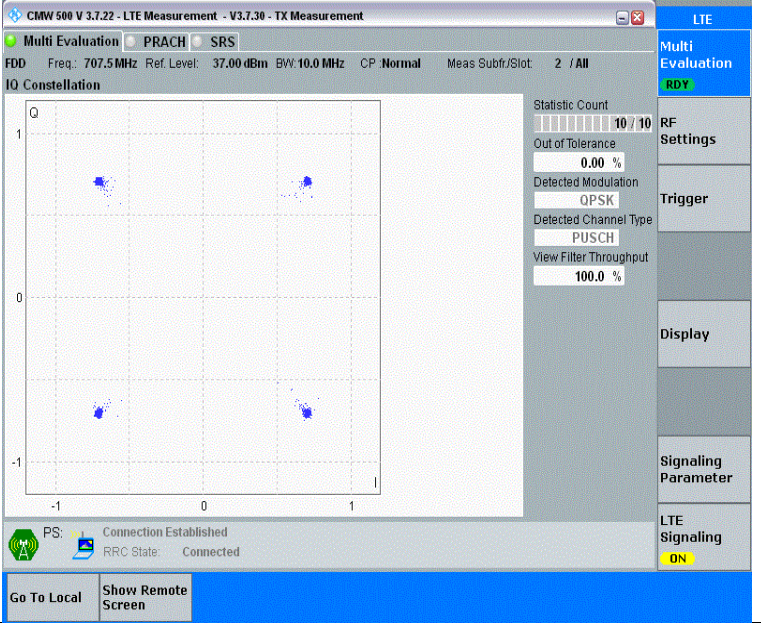 CMW 500 V 3.7.22 - LTE Measurement - V3.7.30 - TX Measurement
LTE
Multi Evaluation PRACH SRS
FDD Freq.: 707.5 MHz Ref. Level: 37.00 dBm BW: 10.0 MHz CP :Normal Meas Subfr./Slot: 2 / All
IQ Constellation
Q
1
0
-1
I
-1 0 1
Statistic Count
10 / 10
Out of Tolerance
0.00 %
Detected Modulation
QPSK
Detected Channel Type
PUSCH
View Filter Throughput
100.0 %
Multi
Evaluation
RDY
RF
Settings
Trigger
Display
Signaling
Parameter
LTE
Signaling
ON
PS: Connection Established
RRC State: Connected
Go To Local
Show Remote
Screen